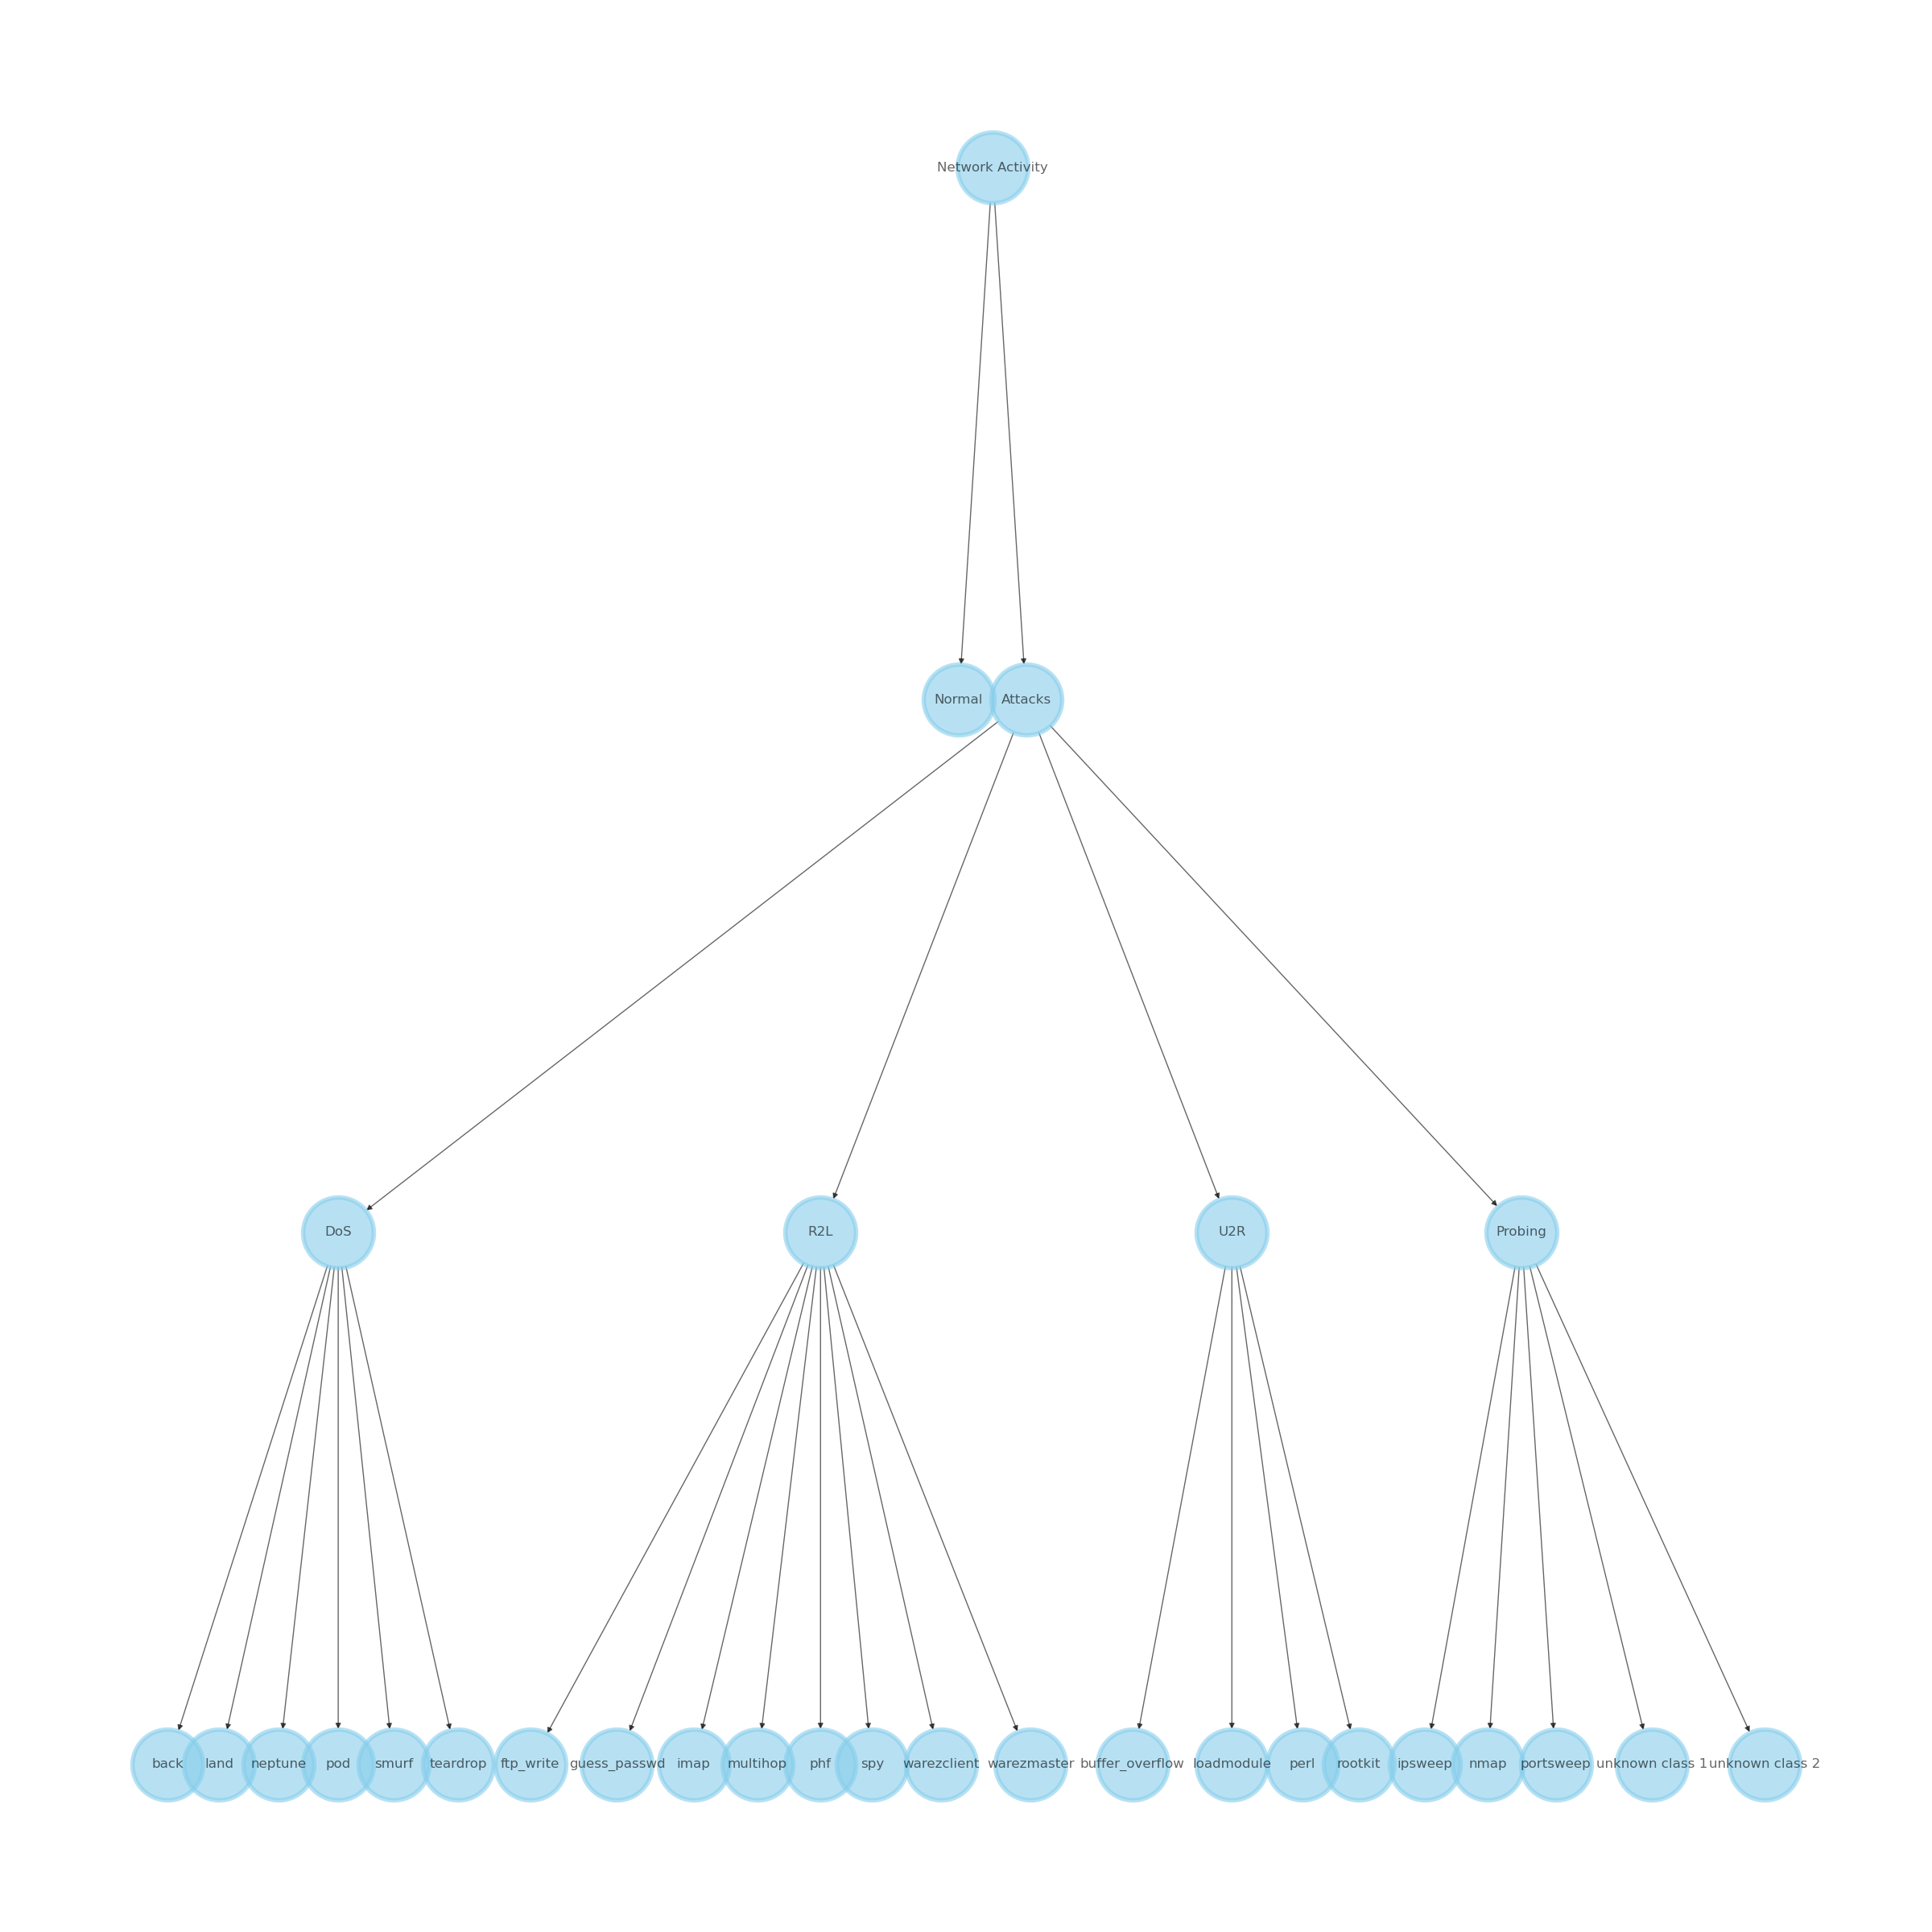 Network Activity
Normal
Attacks
DoS
R2L
U2R
Probing
back
land
neptune
pod
smurf
teardrop
ftp_write
guess_passwd
imap
multihop
phf
spy
warezclient
warezmaster
buffer_overflow
loadmodule
perl
rootkit
ipsweep
nmap
portsweep
unknown class 1
unknown class 2